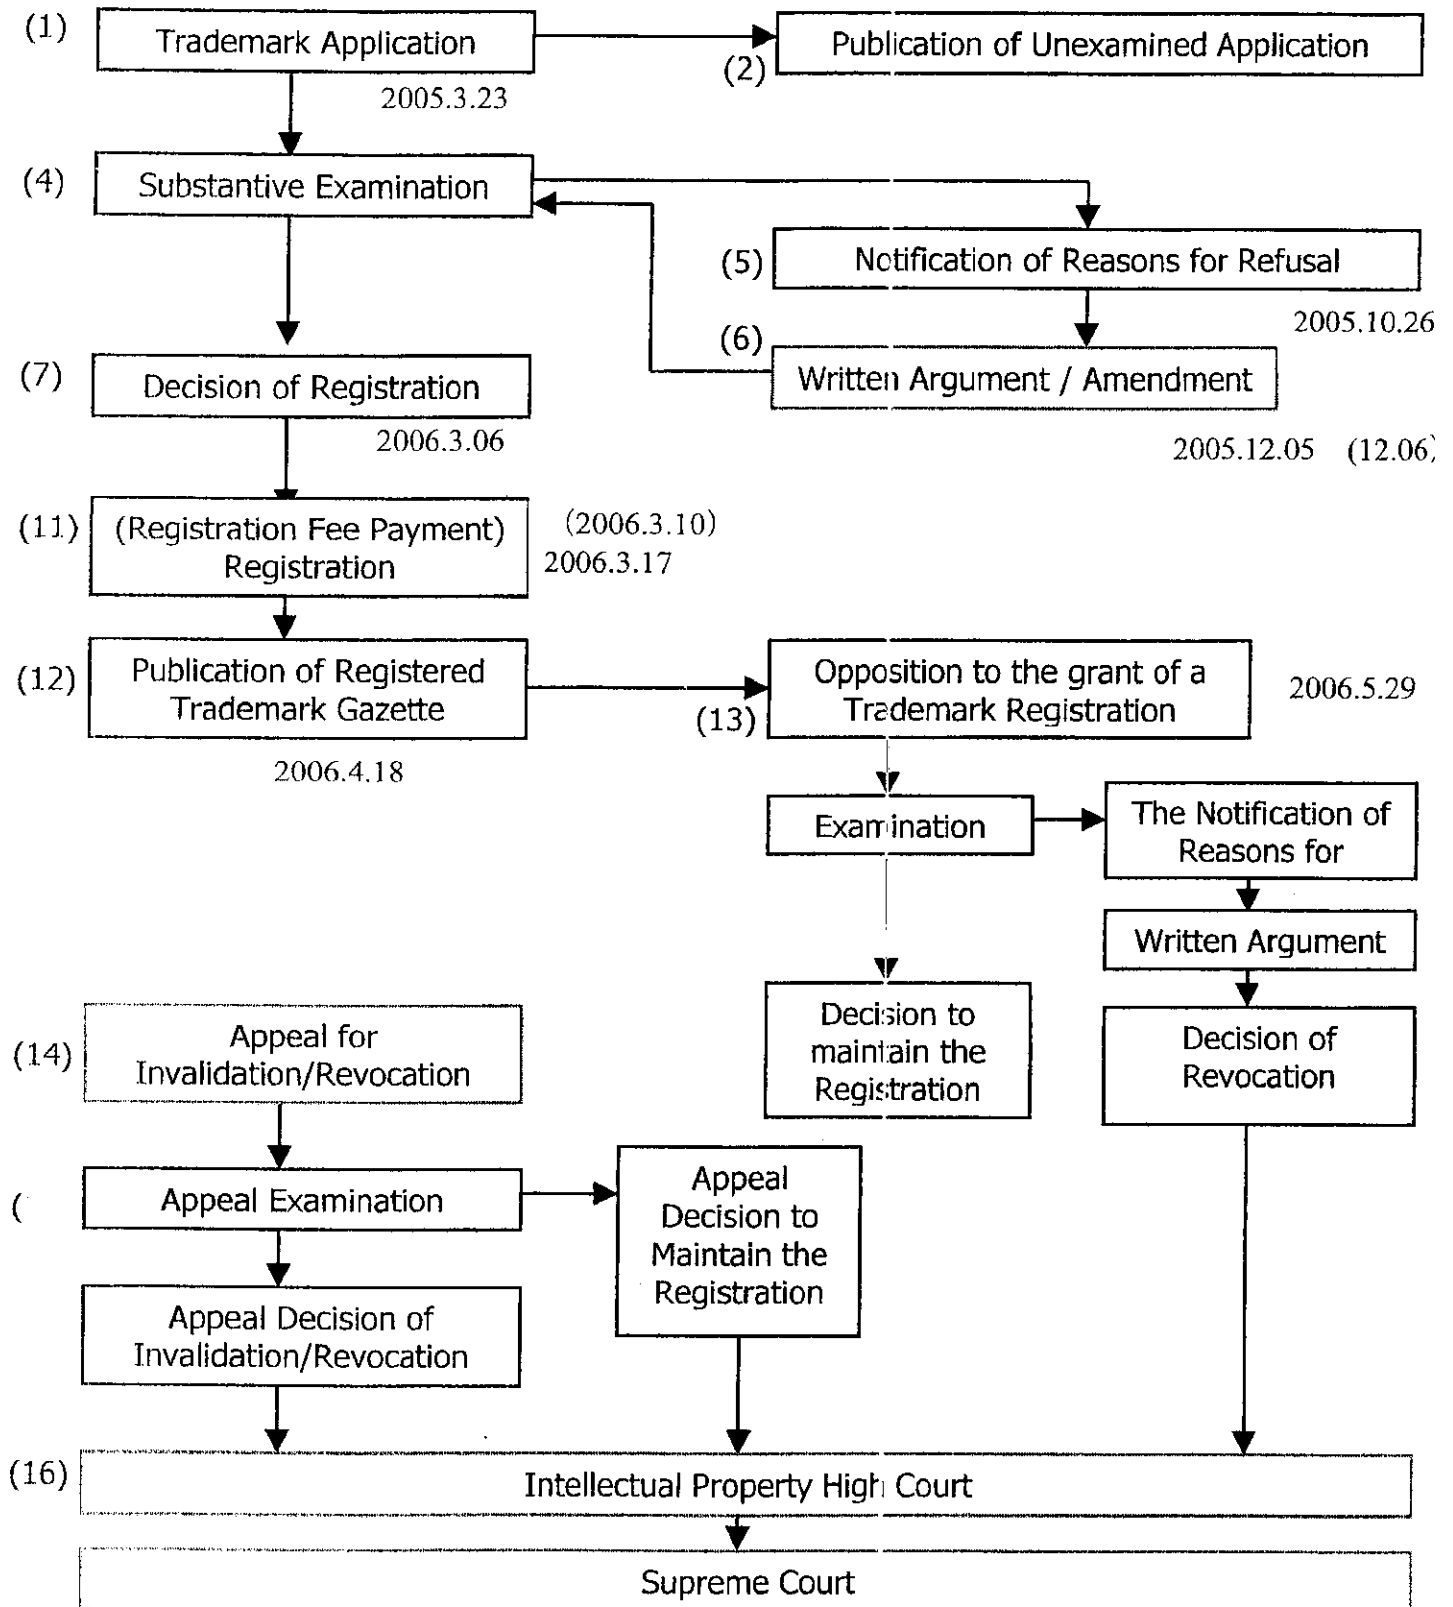 (1)
Trademark Application
Publication of Unexamined Application
(2)
2005.3.23
(4)
Substantive Examination
(5)
Notification of Reasons for Refusal
2005.10.26
(6)
(7)
Decision of Registration
Written Argument / Amendment
2006.3.06
2005.12.05 (12.06)
(11)
(Registration Fee Payment)
Registration
(2006.3.10)
2006.3.17
(12)
Publication of Registered
Trademark Gazette
(13)
Opposition to the grant of a
Trademark Registration
2006.5.29
2006.4.18
Examination
The Notification of
Reasons for
Written Argument
(14)
Appeal for
Invalidation/Revocation
Decision to
maintain the
Registration
Decision of
Revocation
(
Appeal Examination
Appeal
Decision to
Maintain the
Registration
Appeal Decision of
Invalidation/Revocation
(16)
Intellectual Property High Court
Supreme Court